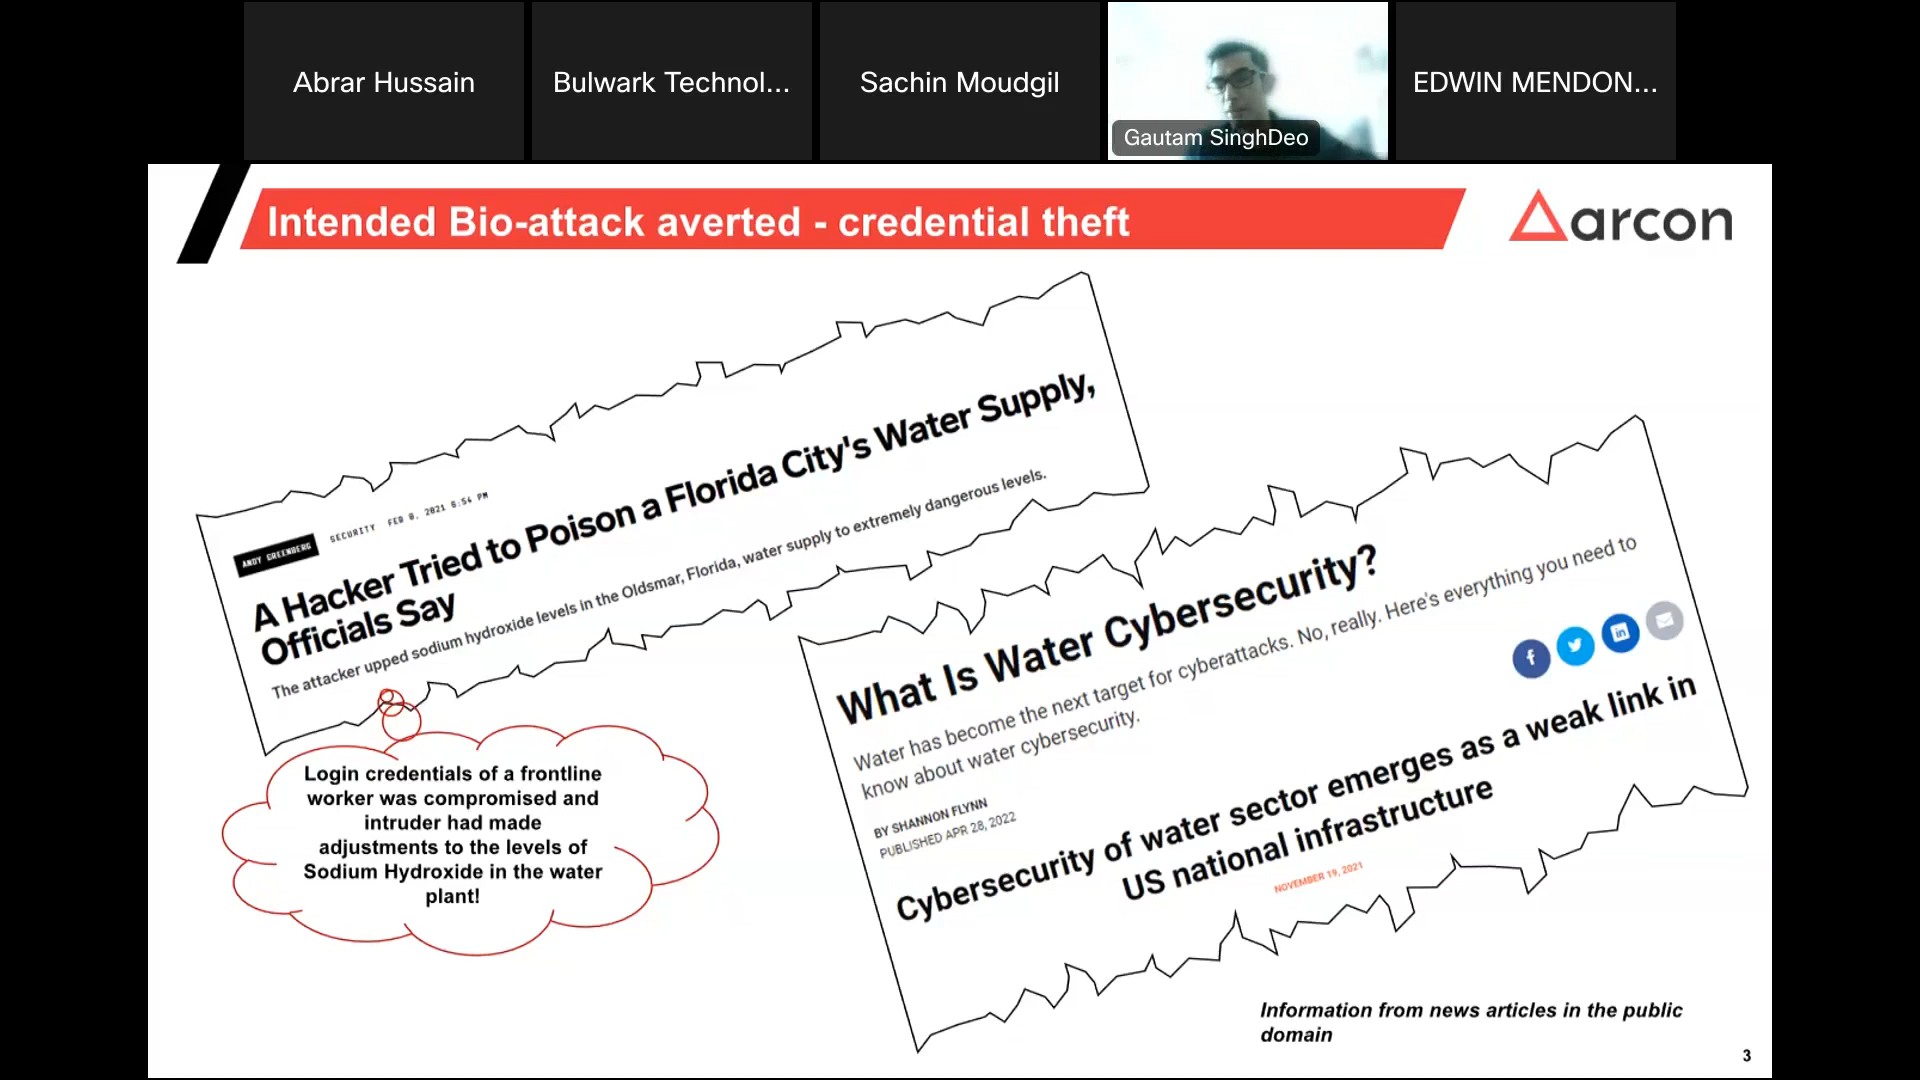 Abrar Hussain
Bulwark Technol...
Sachin Moudgil
Gautam SinghDeo
EDWIN MENDON...
Intended Bio-attack averted - credential theft
arcon
ANDY GREENBERG
SECURITY FEB 8, 2021 6:54 PM
A Hacker Tried to Poison a Florida City's Water Supply,
Officials Say
The attacker upped sodium hydroxide levels in the Oldsmar, Florida, water supply to extremely dangerous levels.
What Is Water Cybersecurity?
Water has become the next target for cyberattacks. No, really. Here's everything you need to
know about water cybersecurity.
BY SHANNON FLYNN
PUBLISHED APR 28, 2022
f
in
Cybersecurity of water sector emerges as a weak link in
US national infrastructure
NOVEMBER 19, 2021
Login credentials of a frontline
worker was compromised and
intruder had made
adjustments to the levels of
Sodium Hydroxide in the water
plant!
Information from news articles in the public
domain
3